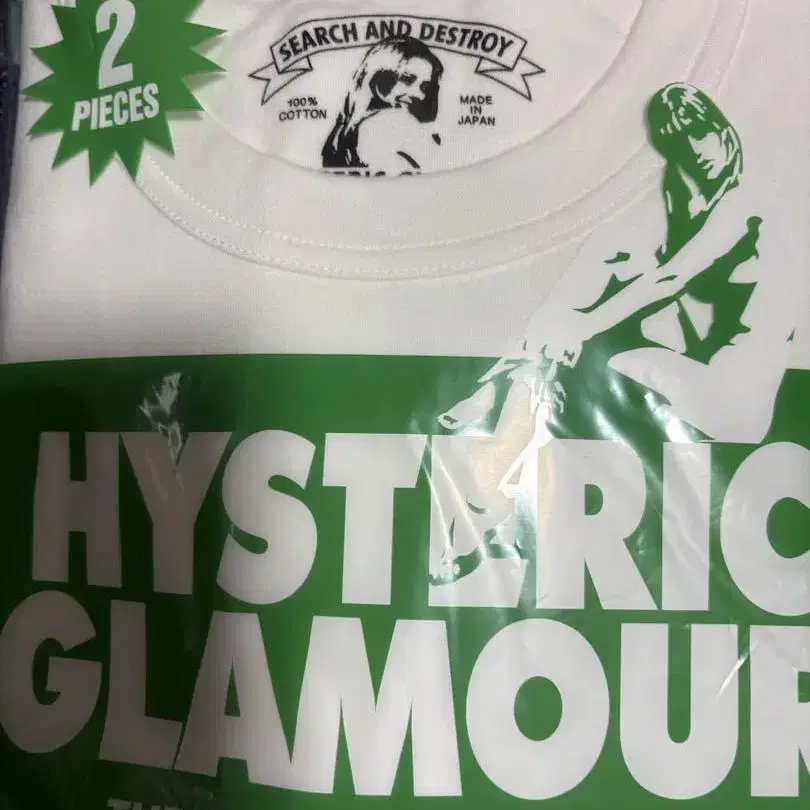 2
PIECES
SEARCH AND DESTROY
100%
COTTON
MADE
IN
JAPAN
HYSTERIC
GLAMOUR